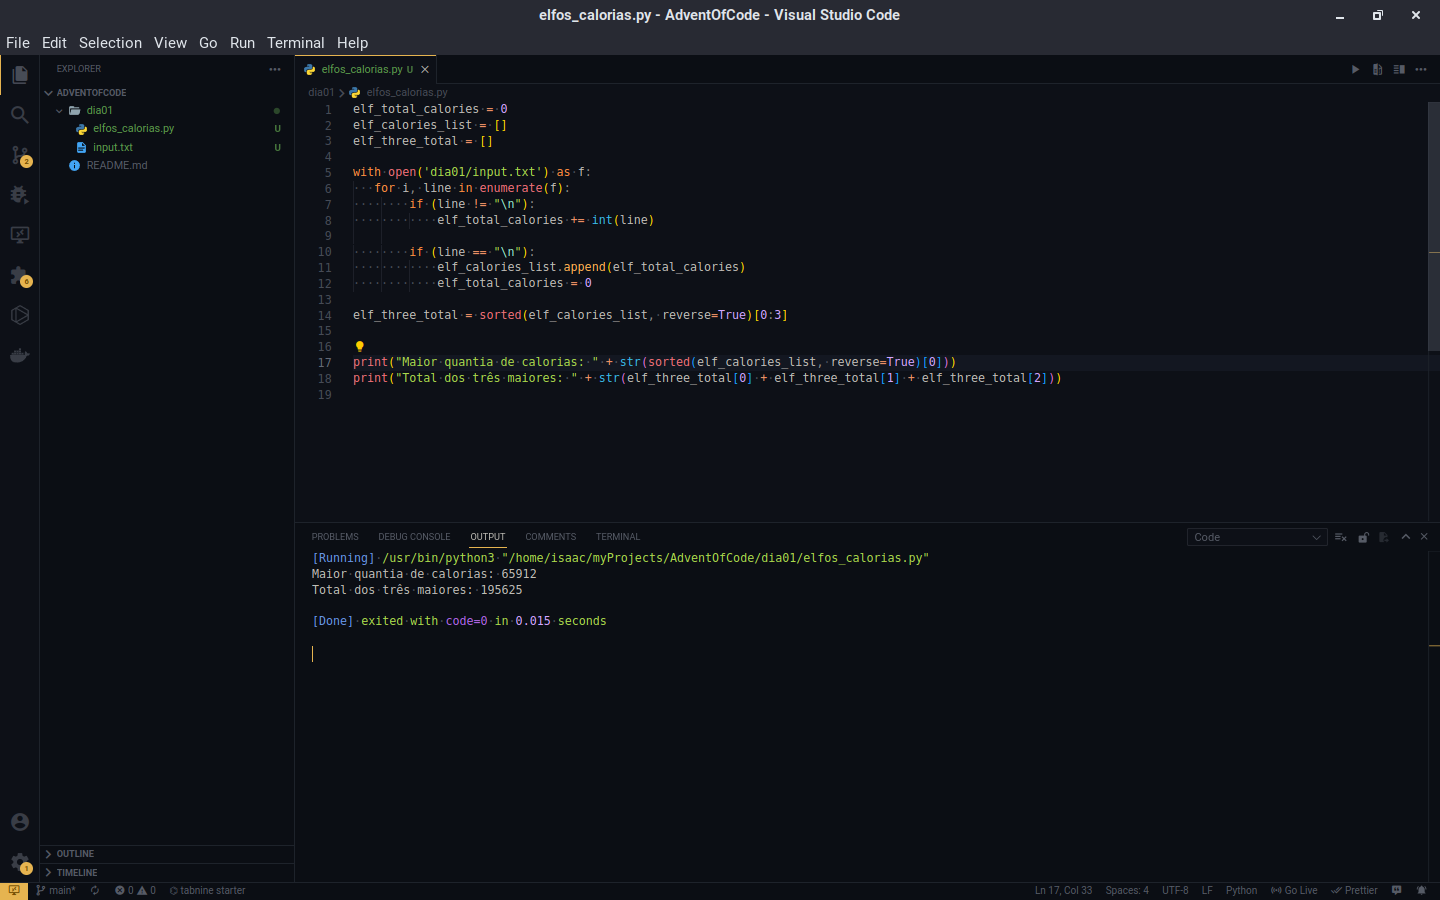 elfos_calorias.py - AdventOfCode - Visual Studio Code
File Edit Selection View Go Run Terminal Help
EXPLORER
ADVENTOFCODE
dia01
elfos_calorias.py U
input.txt U
README.md
2
6
1
OUTLINE
TIMELINE
elfos_calorias.py U
dia01 > elfos_calorias.py
1 elf_total_calories = 0
2 elf_calories_list = []
3 elf_three_total = []
4
5 with open('dia01/input.txt') as f:
6    for i, line in enumerate(f):
7         if (line != "\n"):
8             elf_total_calories += int(line)
9
10         if (line == "\n"):
11             elf_calories_list.append(elf_total_calories)
12             elf_total_calories = 0
13
14 elf_three_total = sorted(elf_calories_list, reverse=True)[0:3]
15
16
17 print("Maior quantia de calorias: " + str(sorted(elf_calories_list, reverse=True)[0]))
18 print("Total dos três maiores: " + str(elf_three_total[0] + elf_three_total[1] + elf_three_total[2]))
19
PROBLEMS DEBUG CONSOLE OUTPUT COMMENTS TERMINAL
Code
[Running] /usr/bin/python3 "/home/isaac/myProjects/AdventOfCode/dia01/elfos_calorias.py"
Maior quantia de calorias: 65912
Total dos três maiores: 195625
[Done] exited with code=0 in 0.015 seconds
main* 0 0 tabnine starter
Ln 17, Col 33 Spaces: 4 UTF-8 LF Python Go Live Prettier